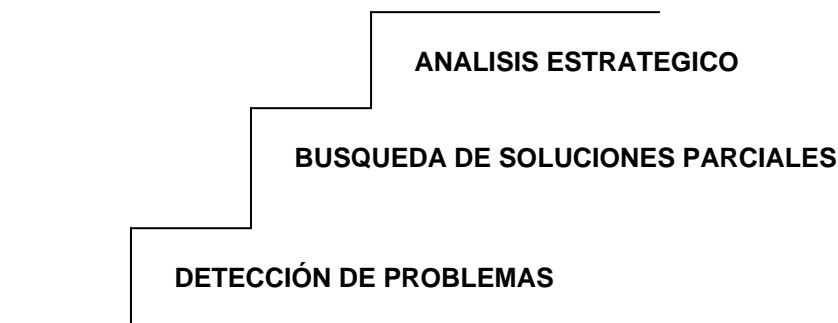 ANALISIS ESTRATEGICO
BUSQUEDA DE SOLUCIONES PARCIALES
DETECCIÓN DE PROBLEMAS